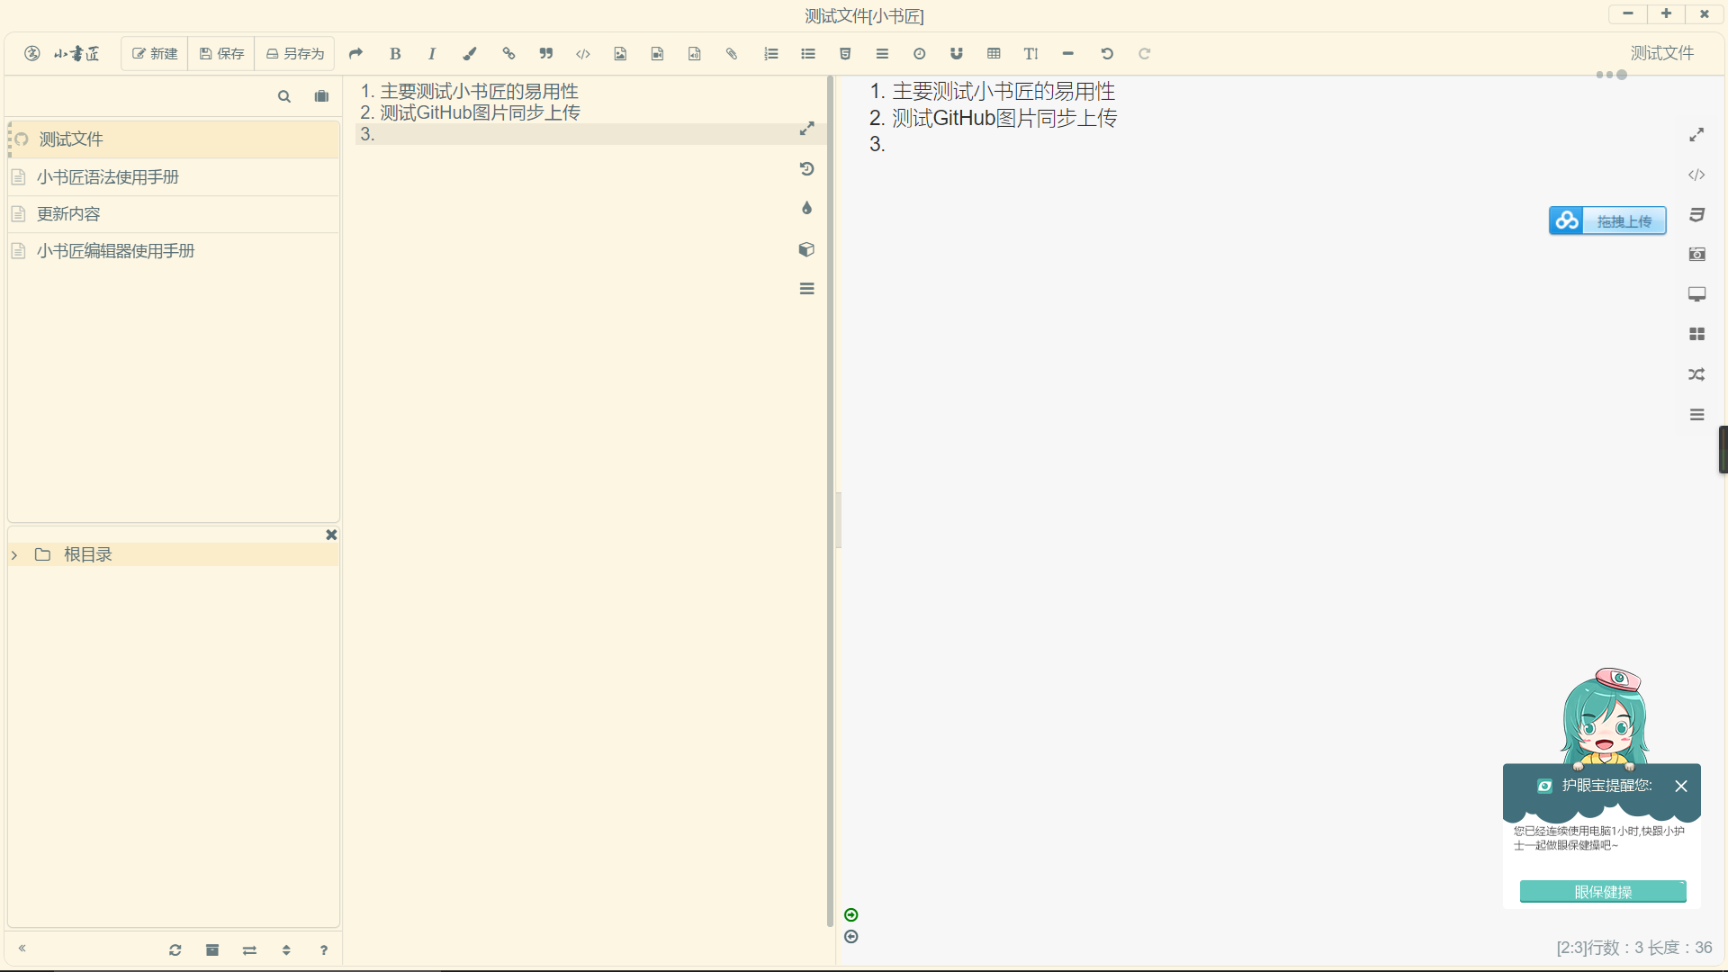 测试文件[小书匠]
小书匠
新建
保存
另存为
测试文件
测试文件
小书匠语法使用手册
更新内容
小书匠编辑器使用手册
根目录
1. 主要测试小书匠的易用性
2. 测试GitHub图片同步上传
3.
1. 主要测试小书匠的易用性
2. 测试GitHub图片同步上传
3.
拖拽上传
护眼宝提醒您:
您已经连续使用电脑1小时,快跟小护
士一起做眼保健操吧~
眼保健操
[2:3]行数：3 长度：36